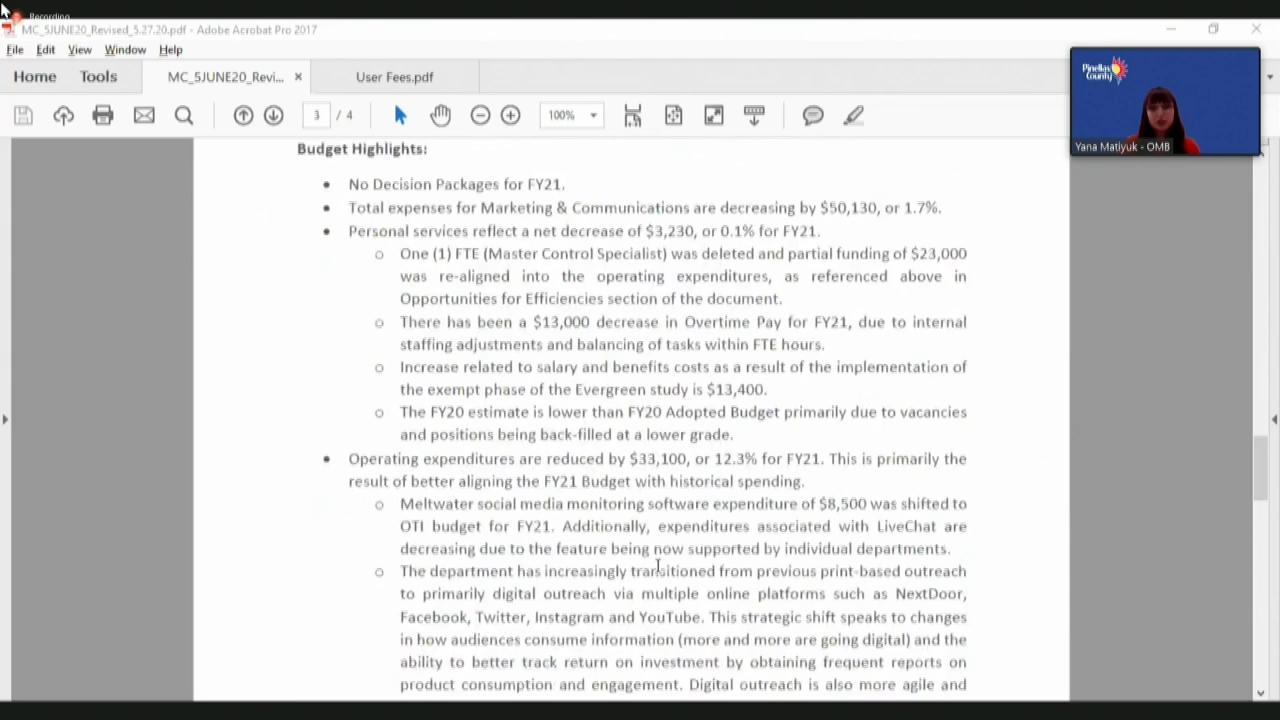 Recording
MC_5JUNE20_Revised_5.27.20.pdf - Adobe Acrobat Pro 2017
File Edit View Window Help
Home Tools MC_5JUNE20_Revi... × User Fees.pdf
3 / 4 100%
Pinellas
County
Yana Matiyuk - OMB
Budget Highlights:
• No Decision Packages for FY21.
• Total expenses for Marketing & Communications are decreasing by $50,130, or 1.7%.
• Personal services reflect a net decrease of $3,230, or 0.1% for FY21.
o One (1) FTE (Master Control Specialist) was deleted and partial funding of $23,000
was re-aligned into the operating expenditures, as referenced above in
Opportunities for Efficiencies section of the document.
o There has been a $13,000 decrease in Overtime Pay for FY21, due to internal
staffing adjustments and balancing of tasks within FTE hours.
o Increase related to salary and benefits costs as a result of the implementation of
the exempt phase of the Evergreen study is $13,400.
o The FY20 estimate is lower than FY20 Adopted Budget primarily due to vacancies
and positions being back-filled at a lower grade.
• Operating expenditures are reduced by $33,100, or 12.3% for FY21. This is primarily the
result of better aligning the FY21 Budget with historical spending.
o Meltwater social media monitoring software expenditure of $8,500 was shifted to
OTI budget for FY21. Additionally, expenditures associated with LiveChat are
decreasing due to the feature being now supported by individual departments.
o The department has increasingly transitioned from previous print-based outreach
to primarily digital outreach via multiple online platforms such as NextDoor,
Facebook, Twitter, Instagram and YouTube. This strategic shift speaks to changes
in how audiences consume information (more and more are going digital) and the
ability to better track return on investment by obtaining frequent reports on
product consumption and engagement. Digital outreach is also more agile and